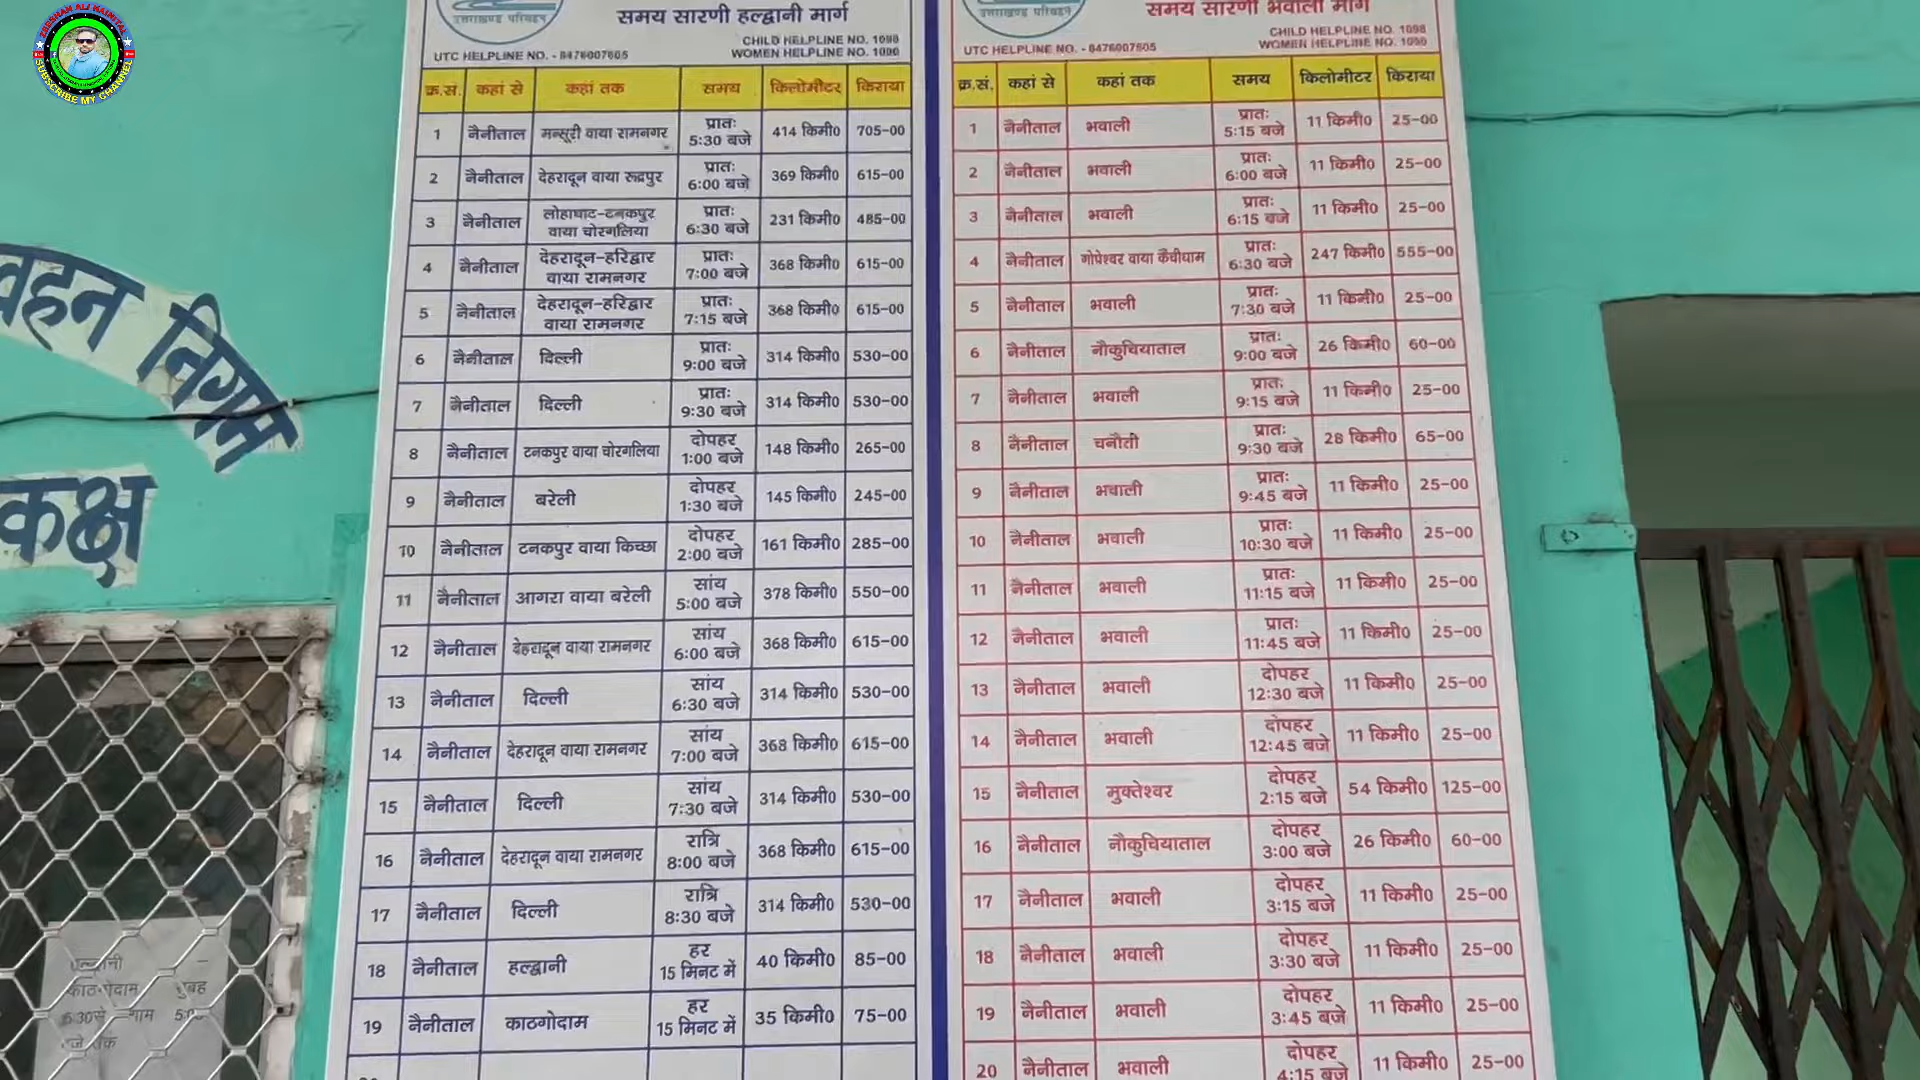 ZEESHAN ALI NAINITAL
SUBSCRIBE MY CHANNEL
वहन निगम
कक्ष
उत्तराखण्ड परिवहन
समय सारणी हल्द्वानी मार्ग
CHILD HELPLINE NO. 1098
UTC HELPLINE NO. - 8476007605 WOMEN HELPLINE NO. 1090
क्र.सं. कहां से कहां तक समय किलोमीटर किराया
1 नैनीताल मन्सूरी वाया रामनगर प्रातः 5:30 बजे 414 किमी0 705-00
2 नैनीताल देहरादून वाया रूद्रपुर प्रातः 6:00 बजे 369 किमी0 615-00
3 नैनीताल लोहाघाट-टनकपुर वाया चोरगलिया प्रातः 6:30 बजे 231 किमी0 485-00
4 नैनीताल देहरादून-हरिद्वार वाया रामनगर प्रातः 7:00 बजे 368 किमी0 615-00
5 नैनीताल देहरादून-हरिद्वार वाया रामनगर प्रातः 7:15 बजे 368 किमी0 615-00
6 नैनीताल दिल्ली प्रातः 9:00 बजे 314 किमी0 530-00
7 नैनीताल दिल्ली प्रातः 9:30 बजे 314 किमी0 530-00
8 नैनीताल टनकपुर वाया चोरगलिया दोपहर 1:00 बजे 148 किमी0 265-00
9 नैनीताल बरेली दोपहर 1:30 बजे 145 किमी0 245-00
10 नैनीताल टनकपुर वाया किच्छा दोपहर 2:00 बजे 161 किमी0 285-00
11 नैनीताल आगरा वाया बरेली सांय 5:00 बजे 378 किमी0 550-00
12 नैनीताल देहरादून वाया रामनगर सांय 6:00 बजे 368 किमी0 615-00
13 नैनीताल दिल्ली सांय 6:30 बजे 314 किमी0 530-00
14 नैनीताल देहरादून वाया रामनगर सांय 7:00 बजे 368 किमी0 615-00
15 नैनीताल दिल्ली सांय 7:30 बजे 314 किमी0 530-00
16 नैनीताल देहरादून वाया रामनगर रात्रि 8:00 बजे 368 किमी0 615-00
17 नैनीताल दिल्ली रात्रि 8:30 बजे 314 किमी0 530-00
18 नैनीताल हल्द्वानी हर 15 मिनट में 40 किमी0 85-00
19 नैनीताल काठगोदाम हर 15 मिनट में 35 किमी0 75-00
उत्तराखण्ड परिवहन
समय सारणी भवाली मार्ग
CHILD HELPLINE NO. 1098
UTC HELPLINE NO. - 8476007605 WOMEN HELPLINE NO. 1090
क्र.सं. कहां से कहां तक समय किलोमीटर किराया
1 नैनीताल भवाली प्रातः 5:15 बजे 11 किमी0 25-00
2 नैनीताल भवाली प्रातः 6:00 बजे 11 किमी0 25-00
3 नैनीताल भवाली प्रातः 6:15 बजे 11 किमी0 25-00
4 नैनीताल गोपेश्वर वाया कैंचीधाम प्रातः 6:30 बजे 247 किमी0 555-00
5 नैनीताल भवाली प्रातः 7:30 बजे 11 किमी0 25-00
6 नैनीताल नौकुचियाताल प्रातः 9:00 बजे 26 किमी0 60-00
7 नैनीताल भवाली प्रातः 9:15 बजे 11 किमी0 25-00
8 नैनीताल चनौती प्रातः 9:30 बजे 28 किमी0 65-00
9 नैनीताल भवाली प्रातः 9:45 बजे 11 किमी0 25-00
10 नैनीताल भवाली प्रातः 10:30 बजे 11 किमी0 25-00
11 नैनीताल भवाली प्रातः 11:15 बजे 11 किमी0 25-00
12 नैनीताल भवाली प्रातः 11:45 बजे 11 किमी0 25-00
13 नैनीताल भवाली दोपहर 12:30 बजे 11 किमी0 25-00
14 नैनीताल भवाली दोपहर 12:45 बजे 11 किमी0 25-00
15 नैनीताल मुक्तेश्वर दोपहर 2:15 बजे 54 किमी0 125-00
16 नैनीताल नौकुचियाताल दोपहर 3:00 बजे 26 किमी0 60-00
17 नैनीताल भवाली दोपहर 3:15 बजे 11 किमी0 25-00
18 नैनीताल भवाली दोपहर 3:30 बजे 11 किमी0 25-00
19 नैनीताल भवाली दोपहर 3:45 बजे 11 किमी0 25-00
20 नैनीताल भवाली दोपहर 4:15 बजे 11 किमी0 25-00
हल्द्वानी
काठगोदाम सुबह